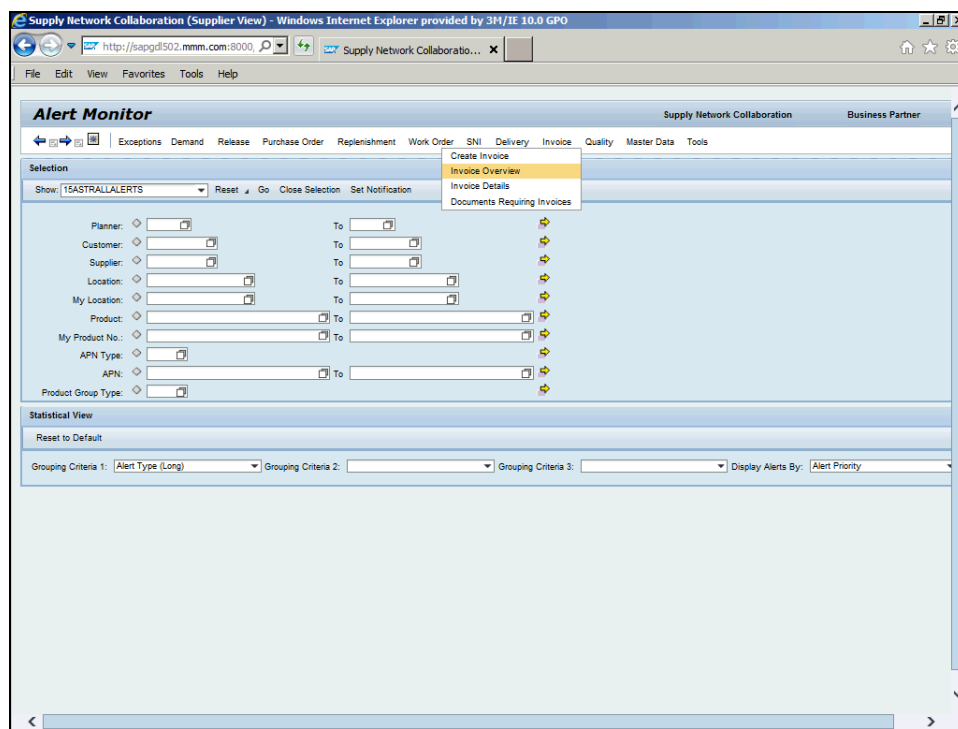 Supply Network Collaboration (Supplier View) - Windows Internet Explorer provided by 3M/IE 10.0 GPO
http://sapgdl502.mmm.com:8000, Supply Network Collaboratio...
File Edit View Favorites Tools Help
Alert Monitor Supply Network Collaboration Business Partner
Exceptions Demand Release Purchase Order Replenishment Work Order SNI Delivery Invoice Quality Master Data Tools
Create Invoice
Invoice Overview
Invoice Details
Documents Requiring Invoices
Selection
Show: 15ASTRALLALERTS Reset Go Close Selection Set Notification
Planner: To
Customer: To
Supplier: To
Location: To
My Location: To
Product: To
My Product No.: To
APN Type:
APN: To
Product Group Type:
Statistical View
Reset to Default
Grouping Criteria 1: Alert Type (Long) Grouping Criteria 2: Grouping Criteria 3: Display Alerts By: Alert Priority